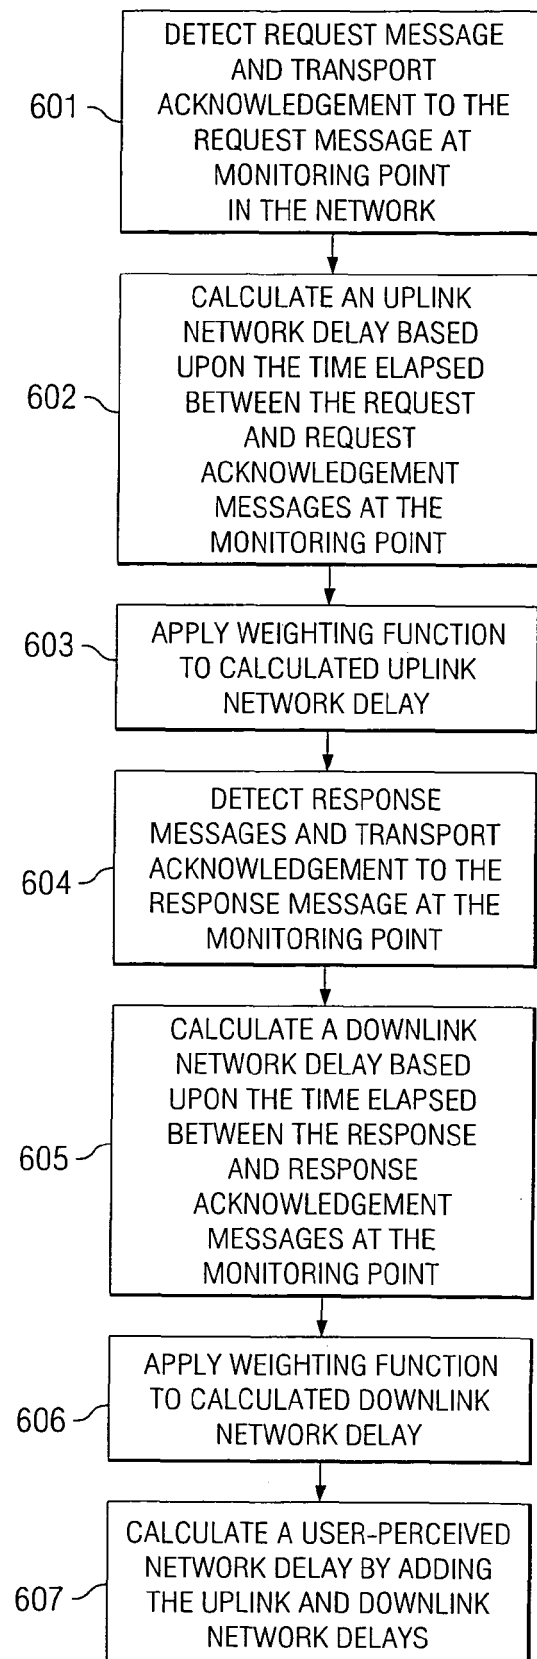 DETECT REQUEST MESSAGE
AND TRANSPORT
ACKNOWLEDGEMENT TO THE
REQUEST MESSAGE AT
MONITORING POINT
IN THE NETWORK
601
CALCULATE AN UPLINK
NETWORK DELAY BASED
UPON THE TIME ELAPSED
BETWEEN THE REQUEST
AND REQUEST
ACKNOWLEDGEMENT
MESSAGES AT THE
MONITORING POINT
602
APPLY WEIGHTING FUNCTION
TO CALCULATED UPLINK
NETWORK DELAY
603
DETECT RESPONSE
MESSAGES AND TRANSPORT
ACKNOWLEDGEMENT TO THE
RESPONSE MESSAGE AT THE
MONITORING POINT
604
CALCULATE A DOWNLINK
NETWORK DELAY BASED
UPON THE TIME ELAPSED
BETWEEN THE RESPONSE
AND RESPONSE
ACKNOWLEDGEMENT
MESSAGES AT THE
MONITORING POINT
605
APPLY WEIGHTING FUNCTION
TO CALCULATED DOWNLINK
NETWORK DELAY
606
CALCULATE A USER-PERCEIVED
NETWORK DELAY BY ADDING
THE UPLINK AND DOWNLINK
NETWORK DELAYS
607